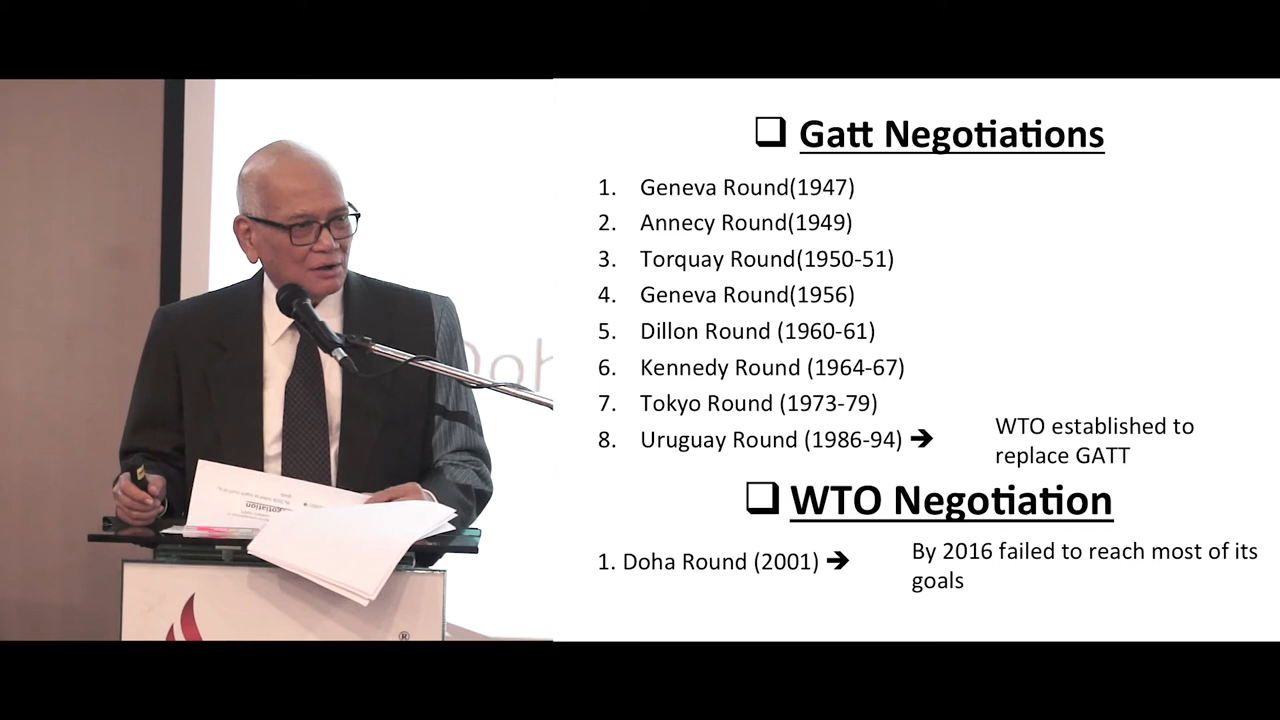 ❑ Gatt Negotiations
1. Geneva Round(1947)
2. Annecy Round(1949)
3. Torquay Round(1950-51)
4. Geneva Round(1956)
5. Dillon Round (1960-61)
6. Kennedy Round (1964-67)
7. Tokyo Round (1973-79)
8. Uruguay Round (1986-94) ➔
WTO established to
replace GATT
❑ WTO Negotiation
1. Doha Round (2001) ➔
By 2016 failed to reach most of its
goals
Doh
®